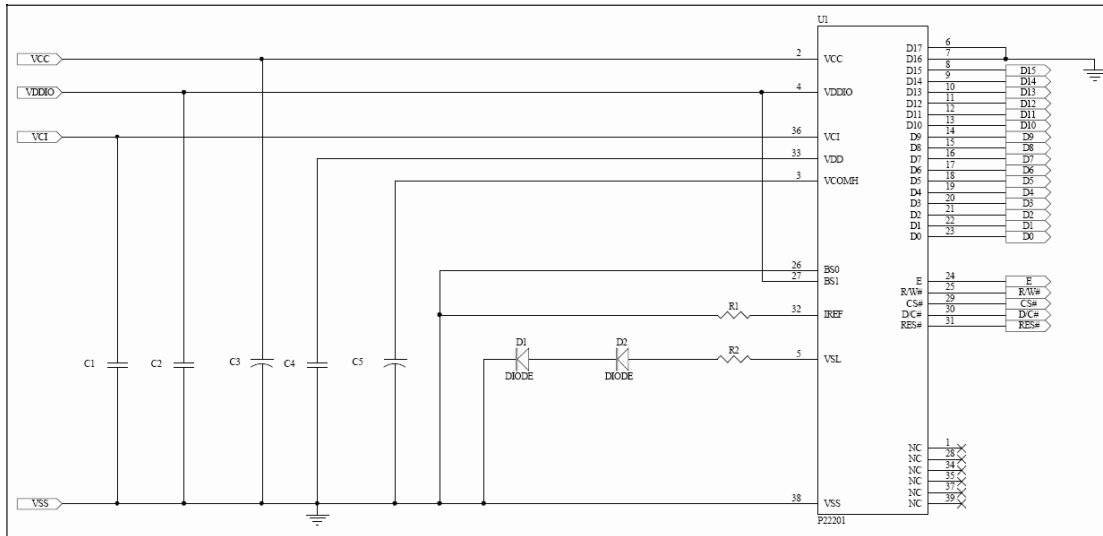 U1
VCC 2 VCC D17 6
D16 7
D15 8 D15
D14 9 D14
VDDIO 4 VDDIO D13 10 D13
D12 11 D12
D11 12 D11
D10 13 D10
VCI 36 VCI D9 14 D9
D8 15 D8
33 VDD D7 16 D7
D6 17 D6
3 VCOMH D5 18 D5
D4 19 D4
D3 20 D3
D2 21 D2
D1 22 D1
D0 23 D0
26 BS0
27 BS1 E 24 E
R/W# 25 R/W#
CS# 29 CS#
R1 32 IREF D/C# 30 D/C#
RES# 31 RES#
D1 D2 R2 5 VSL
C1 C2 C3 C4 C5
DIODE DIODE
NC 1
NC 28
NC 34
NC 35
NC 37
VSS 38 VSS NC 39
P22201